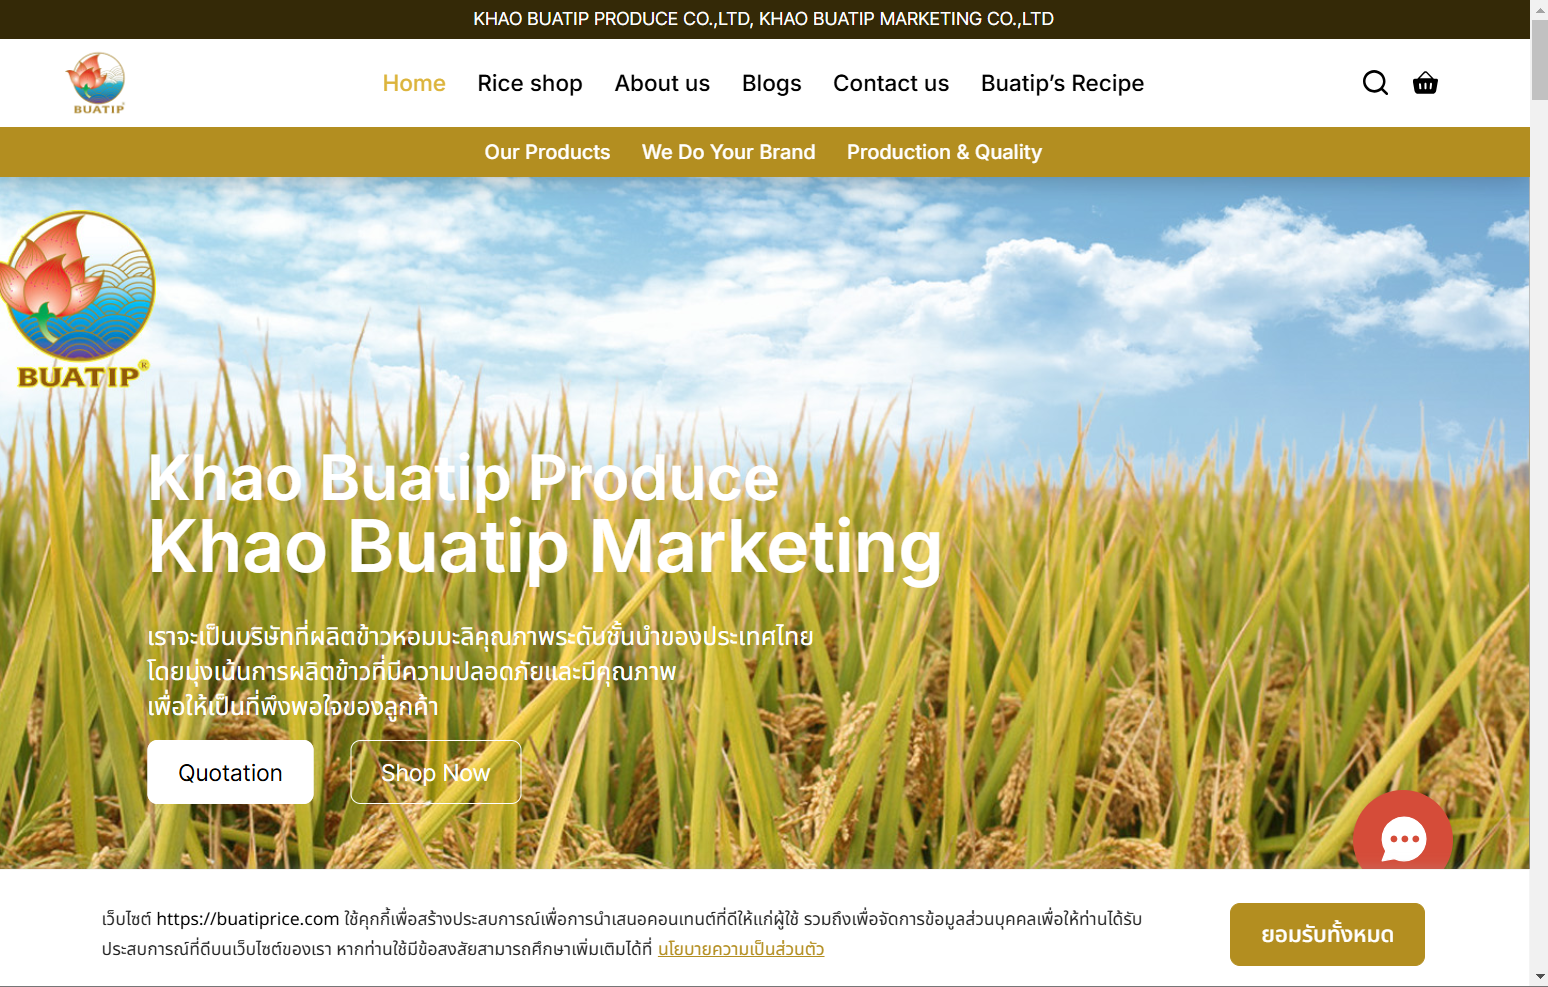 KHAO BUATIP PRODUCE CO.,LTD, KHAO BUATIP MARKETING CO.,LTD
BUATIP
Home Rice shop About us Blogs Contact us Buatip's Recipe
Our Products We Do Your Brand Production & Quality
BUATIP®
Khao Buatip Produce
Khao Buatip Marketing
เราจะเป็นบริษัทที่ผลิตข้าวหอมมะลิคุณภาพระดับชั้นนำของประเทศไทย
โดยมุ่งเน้นการผลิตข้าวที่มีความปลอดภัยและมีคุณภาพ
เพื่อให้เป็นที่พึงพอใจของลูกค้า
Quotation Shop Now
เว็บไซต์ https://buatiprice.com ใช้คุกกี้เพื่อสร้างประสบการณ์เพื่อการนำเสนอคอนเทนต์ที่ดีให้แก่ผู้ใช้ รวมถึงเพื่อจัดการข้อมูลส่วนบุคคลเพื่อให้ท่านได้รับ
ประสบการณ์ที่ดีบนเว็บไซต์ของเรา หากท่านใช้มีข้อสงสัยสามารถศึกษาเพิ่มเติมได้ที่ นโยบายความเป็นส่วนตัว
ยอมรับทั้งหมด